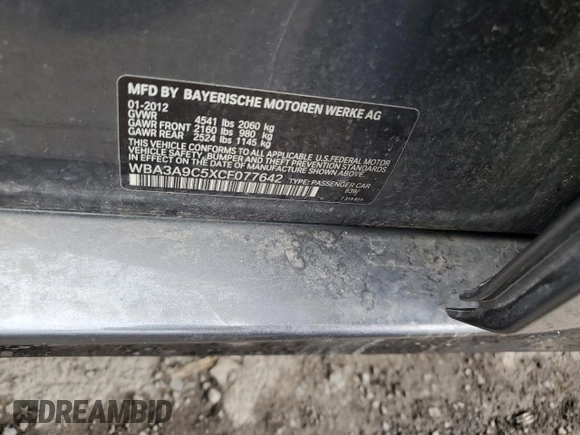 MFD BY BAYERISCHE MOTOREN WERKE AG
01-2012
GVWR 4541 lbs 2060 kg
GAWR FRONT 2160 lbs 980 kg
GAWR REAR 2524 lbs 1145 kg
THIS VEHICLE CONFORMS TO ALL APPLICABLE U.S. FEDERAL MOTOR
VEHICLE SAFETY, BUMPER, AND THEFT PREVENTION STANDARDS
IN EFFECT ON THE DATE OF MANUFACTURE SHOWN ABOVE.
WBA3A9C5XCF077642 TYPE: PASSENGER CAR
839/
DREAMBID